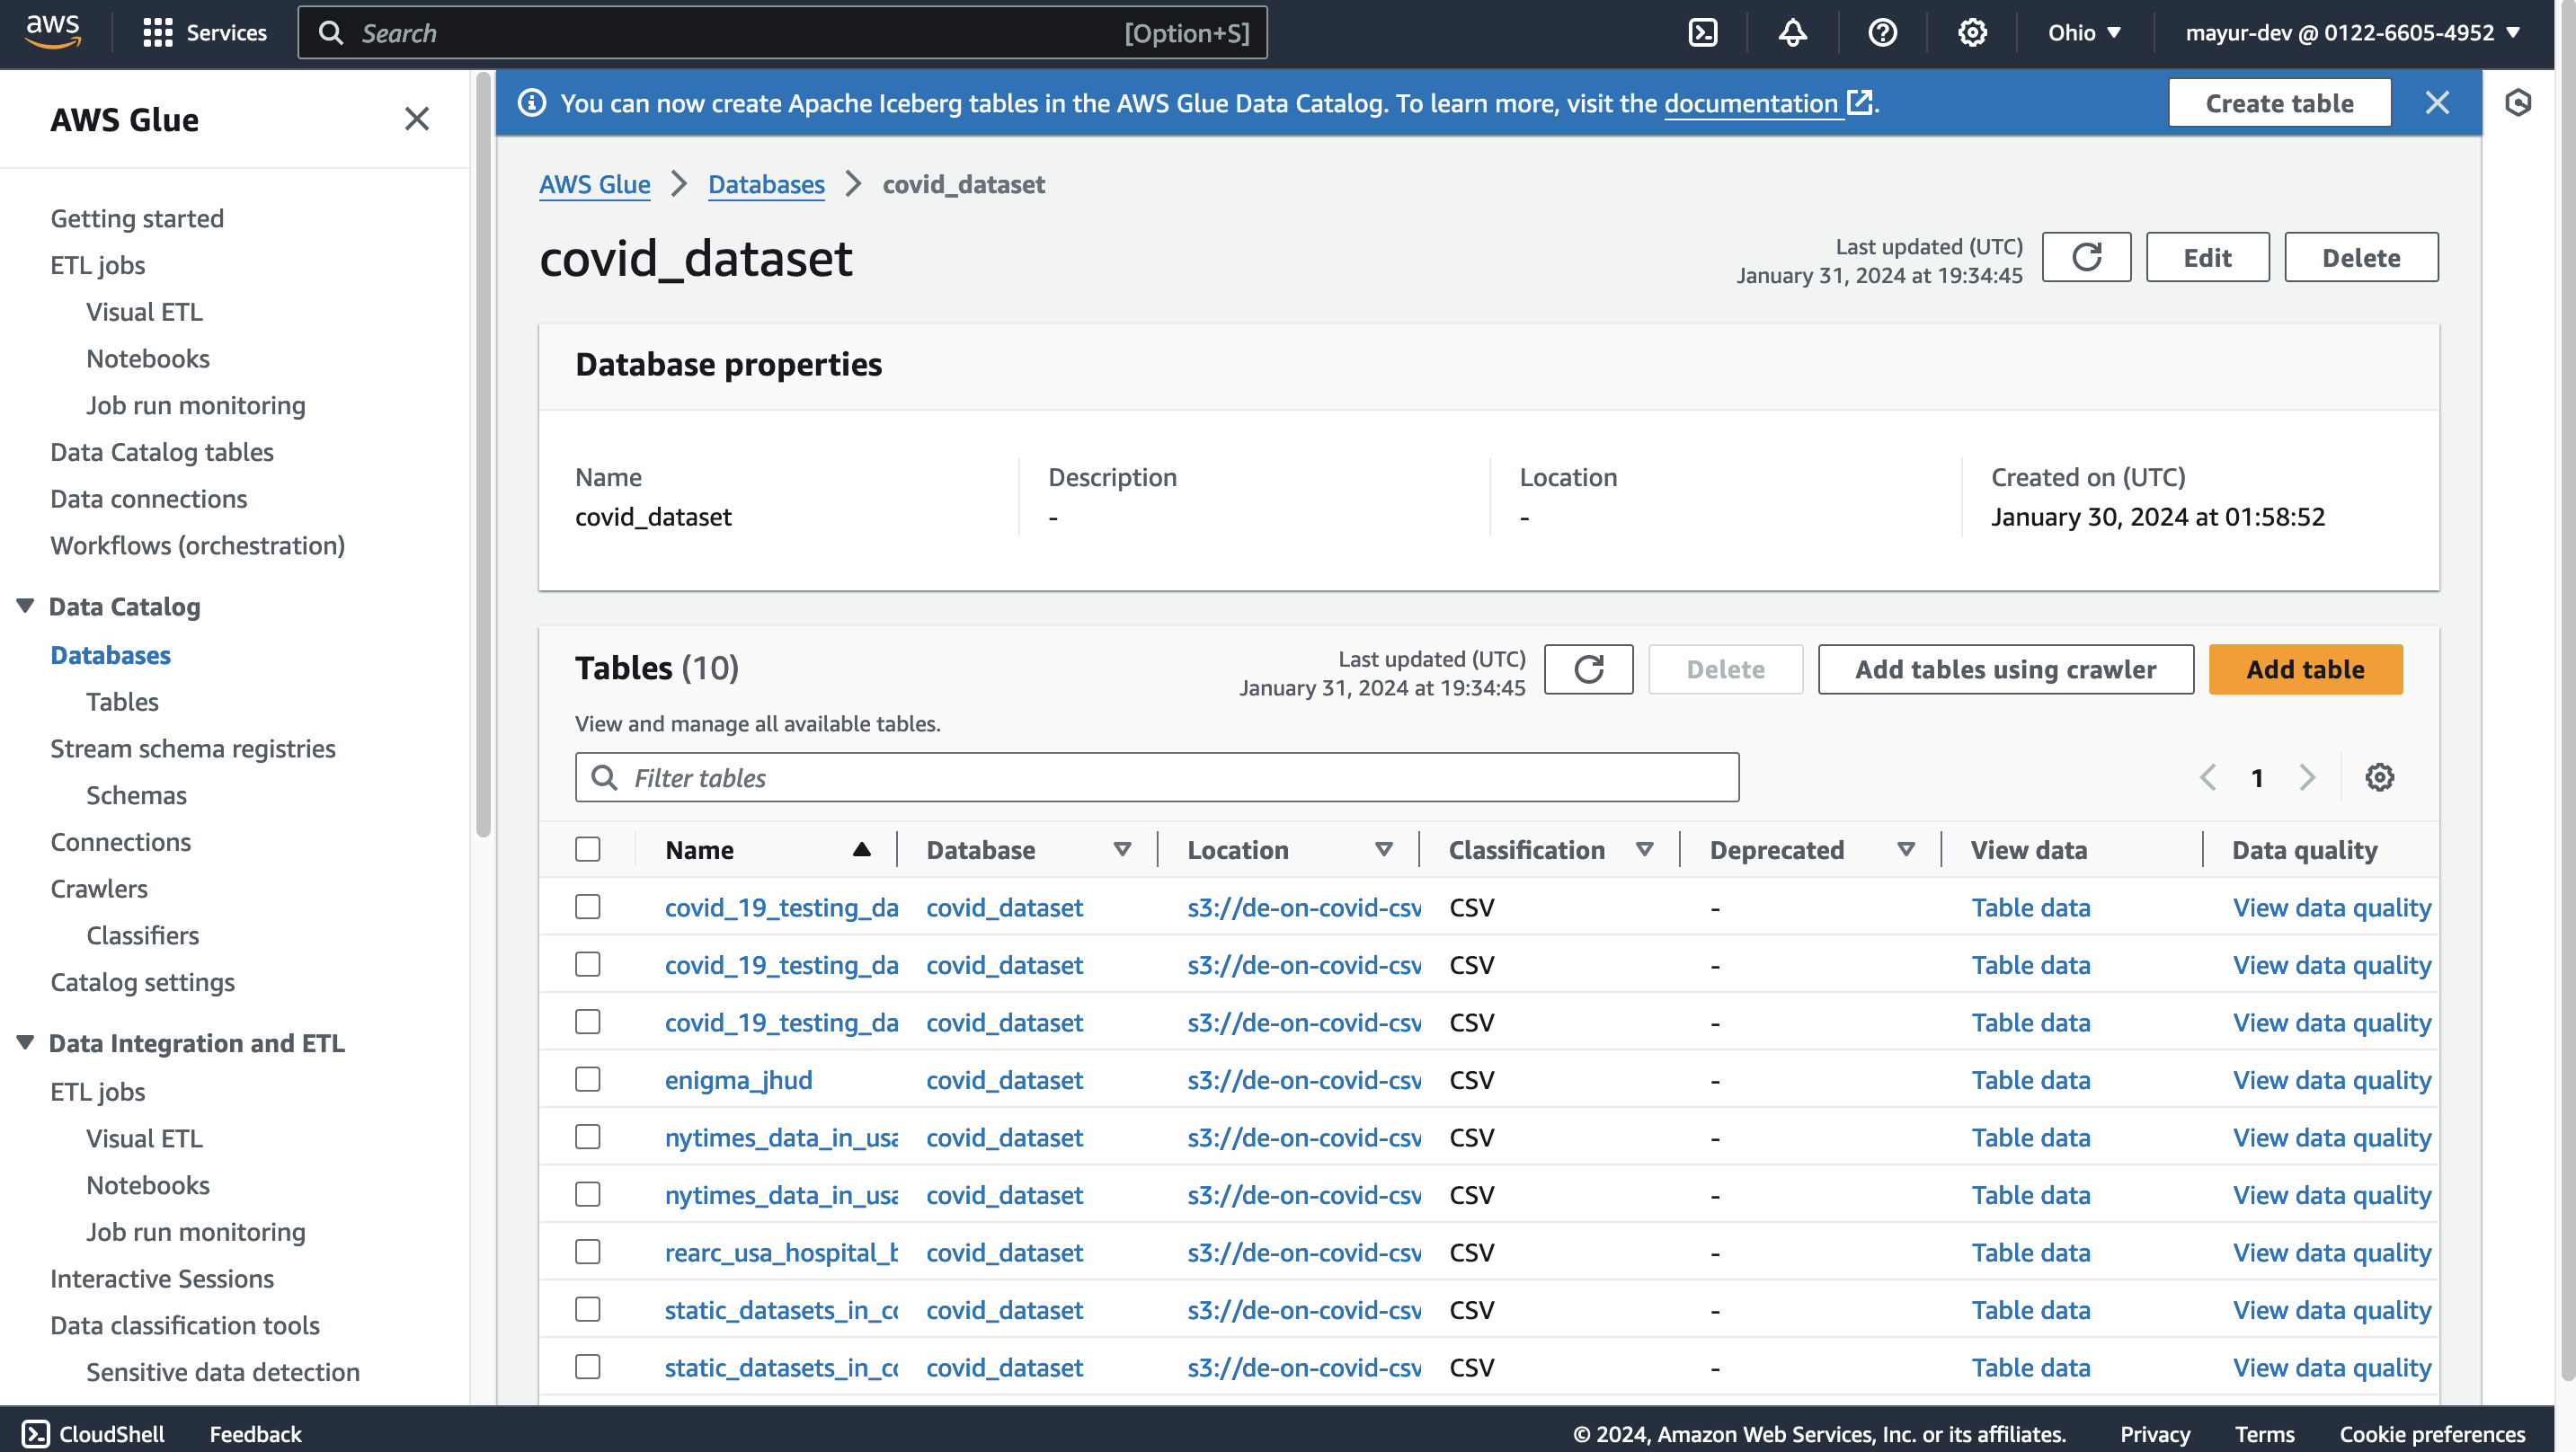 aws
Services
Search
[Option+S]
Ohio
mayur-dev @ 0122-6605-4952
AWS Glue
Getting started
ETL jobs
Visual ETL
Notebooks
Job run monitoring
Data Catalog tables
Data connections
Workflows (orchestration)
Data Catalog
Databases
Tables
Stream schema registries
Schemas
Connections
Crawlers
Classifiers
Catalog settings
Data Integration and ETL
ETL jobs
Visual ETL
Notebooks
Job run monitoring
Interactive Sessions
Data classification tools
Sensitive data detection
You can now create Apache Iceberg tables in the AWS Glue Data Catalog. To learn more, visit the documentation.
Create table
AWS Glue > Databases > covid_dataset
covid_dataset
Last updated (UTC)
January 31, 2024 at 19:34:45
Edit
Delete
Database properties
Name
covid_dataset
Description
-
Location
-
Created on (UTC)
January 30, 2024 at 01:58:52
Tables (10)
Last updated (UTC)
January 31, 2024 at 19:34:45
Delete
Add tables using crawler
Add table
View and manage all available tables.
Filter tables
1
Name Database Location Classification Deprecated View data Data quality
covid_19_testing_da covid_dataset s3://de-on-covid-csv CSV - Table data View data quality
covid_19_testing_da covid_dataset s3://de-on-covid-csv CSV - Table data View data quality
covid_19_testing_da covid_dataset s3://de-on-covid-csv CSV - Table data View data quality
enigma_jhud covid_dataset s3://de-on-covid-csv CSV - Table data View data quality
nytimes_data_in_usa covid_dataset s3://de-on-covid-csv CSV - Table data View data quality
nytimes_data_in_usa covid_dataset s3://de-on-covid-csv CSV - Table data View data quality
rearc_usa_hospital_b covid_dataset s3://de-on-covid-csv CSV - Table data View data quality
static_datasets_in_co covid_dataset s3://de-on-covid-csv CSV - Table data View data quality
static_datasets_in_co covid_dataset s3://de-on-covid-csv CSV - Table data View data quality
CloudShell
Feedback
© 2024, Amazon Web Services, Inc. or its affiliates.
Privacy
Terms
Cookie preferences